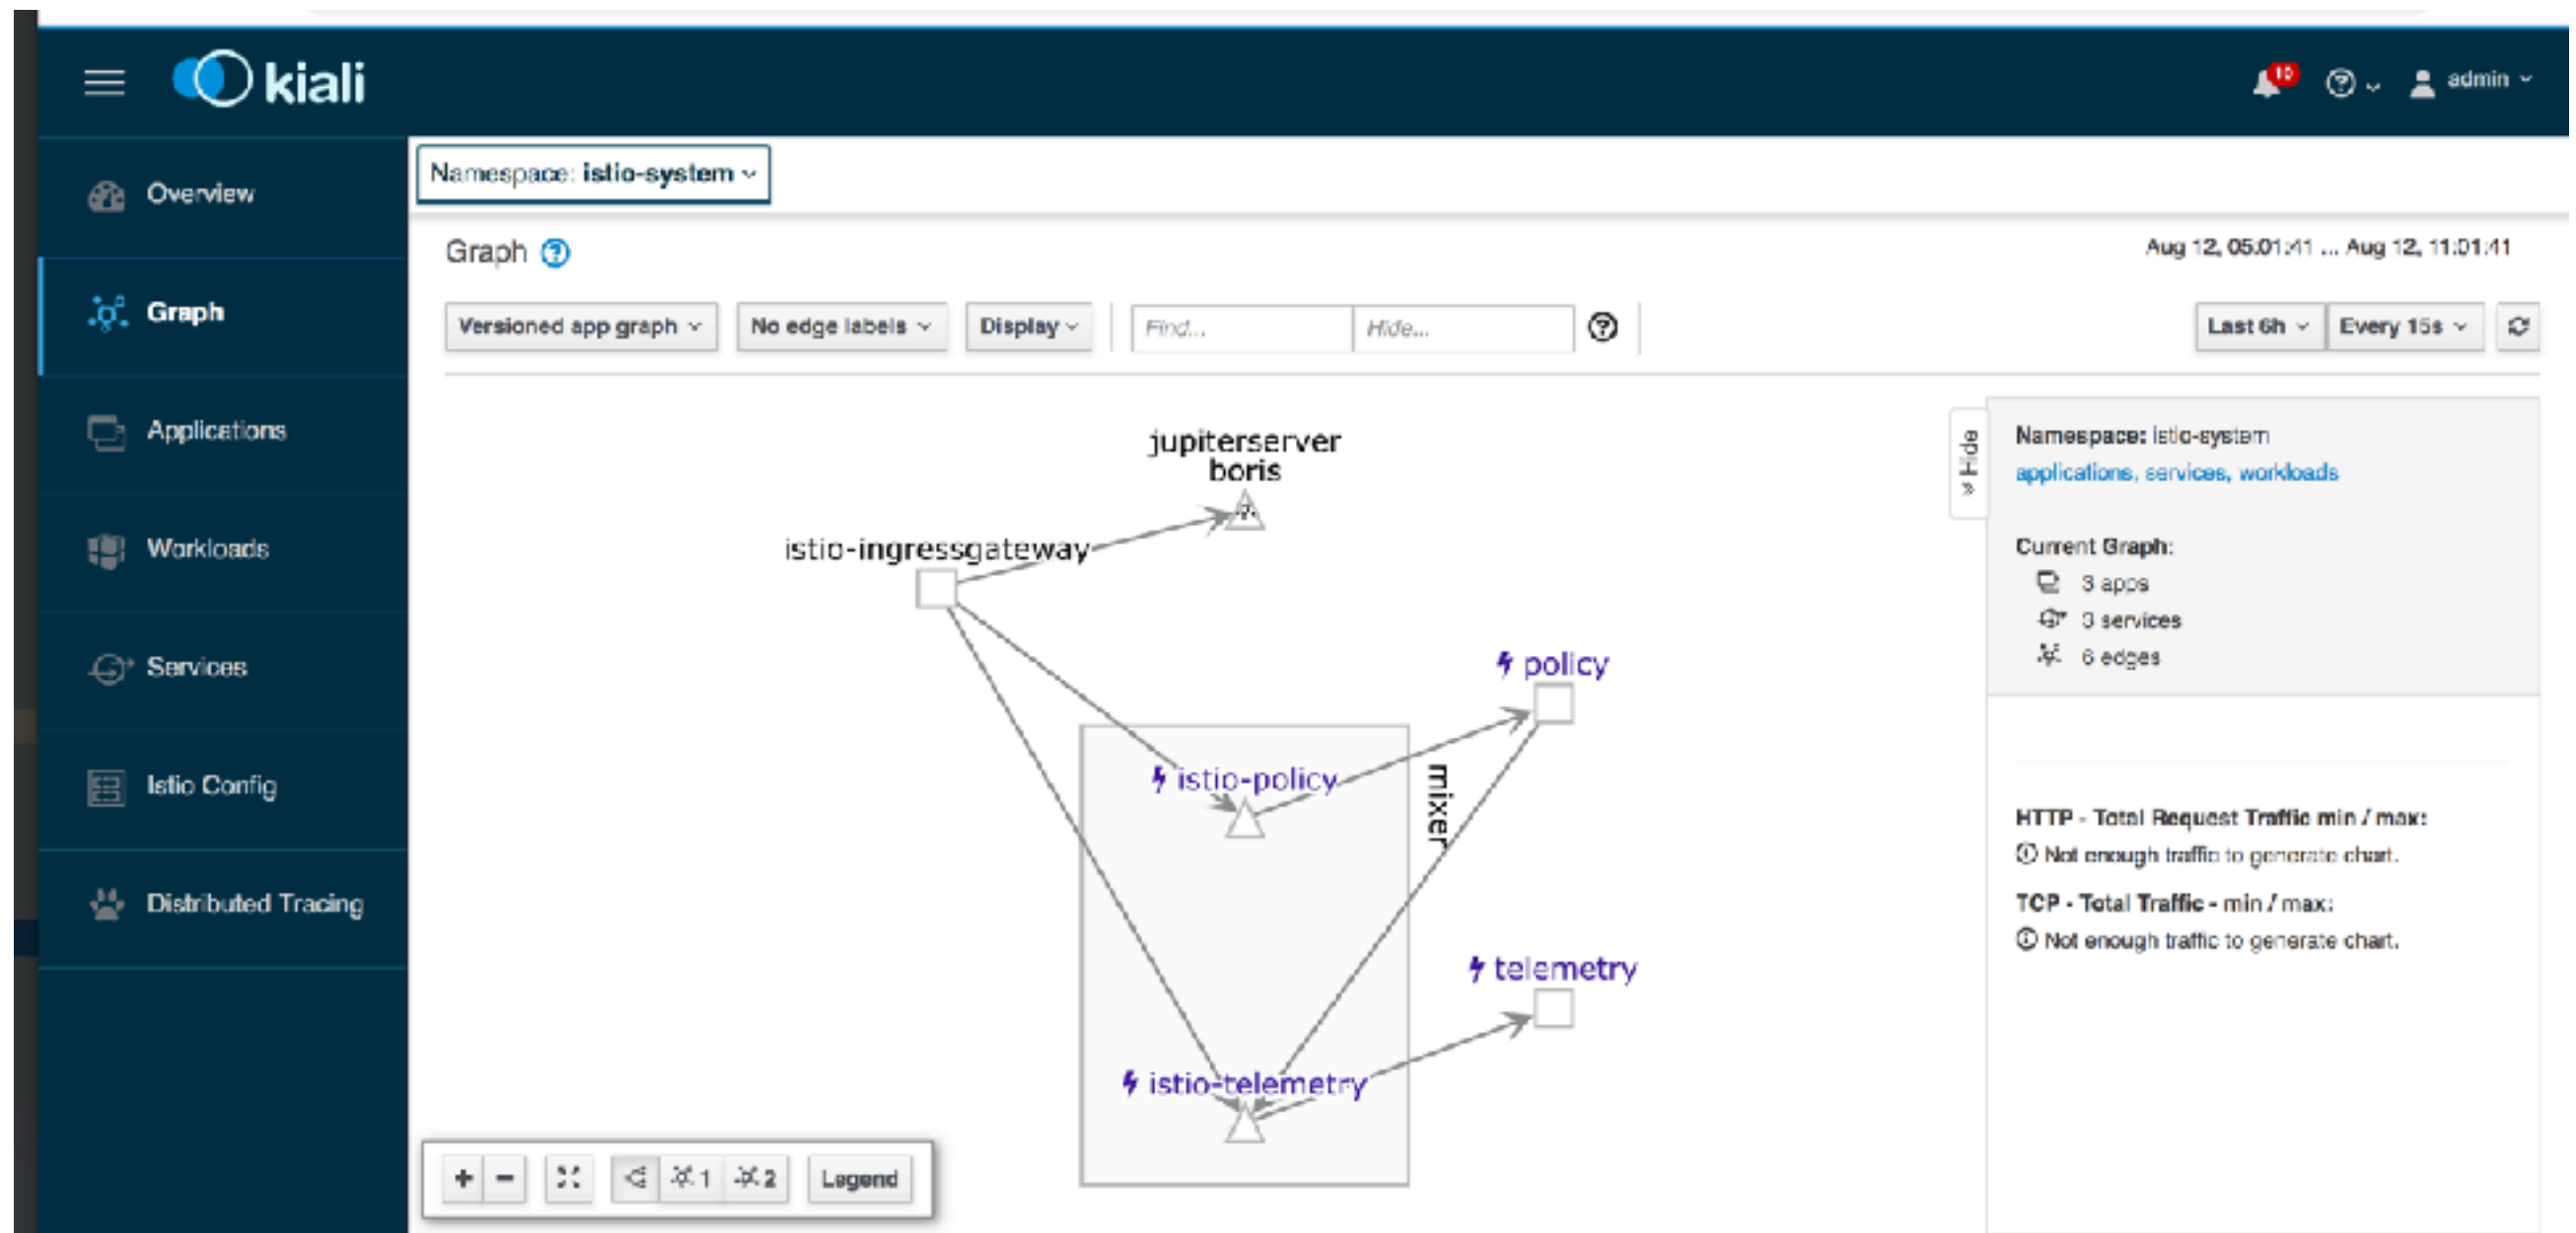 kiali
10
admin
Namespace: istio-system
Overview
Graph
Applications
Workloads
Services
Istio Config
Distributed Tracing
Graph
Aug 12, 05:01:41 ... Aug 12, 11:01:41
Versioned app graph
No edge labels
Display
Find...
Hide...
Last 6h
Every 15s
jupiterserver
boris
istio-ingressgateway
policy
istio-policy
mixer
telemetry
istio-telemetry
Hide
Namespace: istio-system
applications, services, workloads
Current Graph:
3 apps
3 services
6 edges
HTTP - Total Request Traffic min / max:
Not enough traffic to generate chart.
TCP - Total Traffic - min / max:
Not enough traffic to generate chart.
1
2
Legend